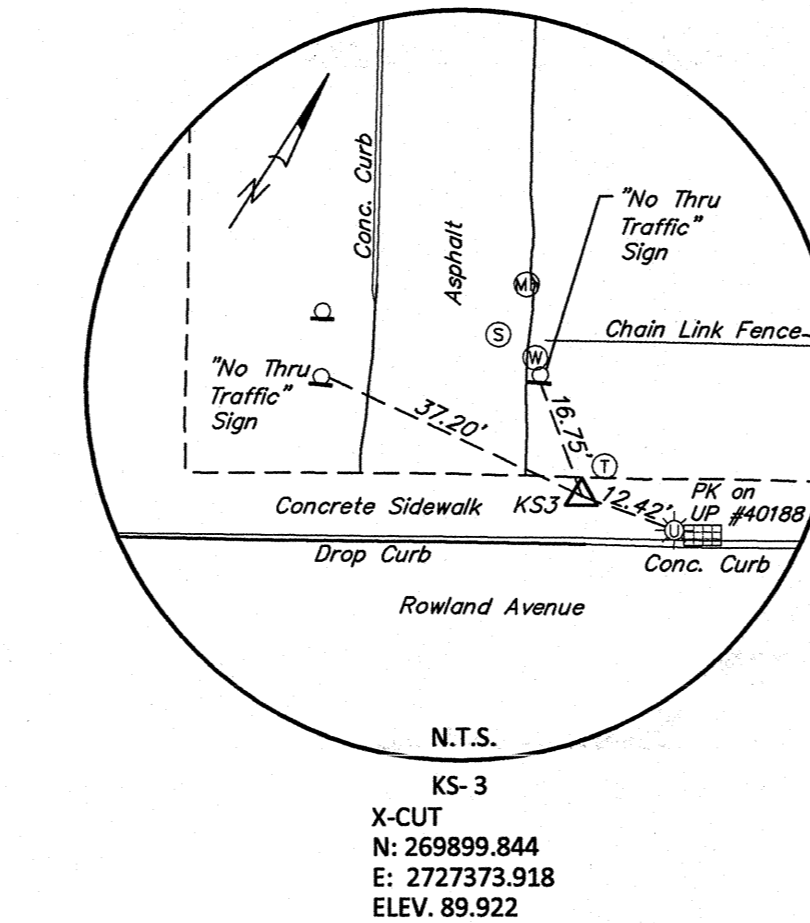 N
Conc. Curb
Asphalt
"No Thru
Traffic"
Sign
MH
S
W
Chain Link Fence
"No Thru
Traffic"
Sign
37.20'
16.75'
T
Concrete Sidewalk
KS3
12.42'
PK on
UP #40188
U
Drop Curb
Conc. Curb
Rowland Avenue
N.T.S.
KS- 3
X-CUT
N: 269899.844
E: 2727373.918
ELEV. 89.922